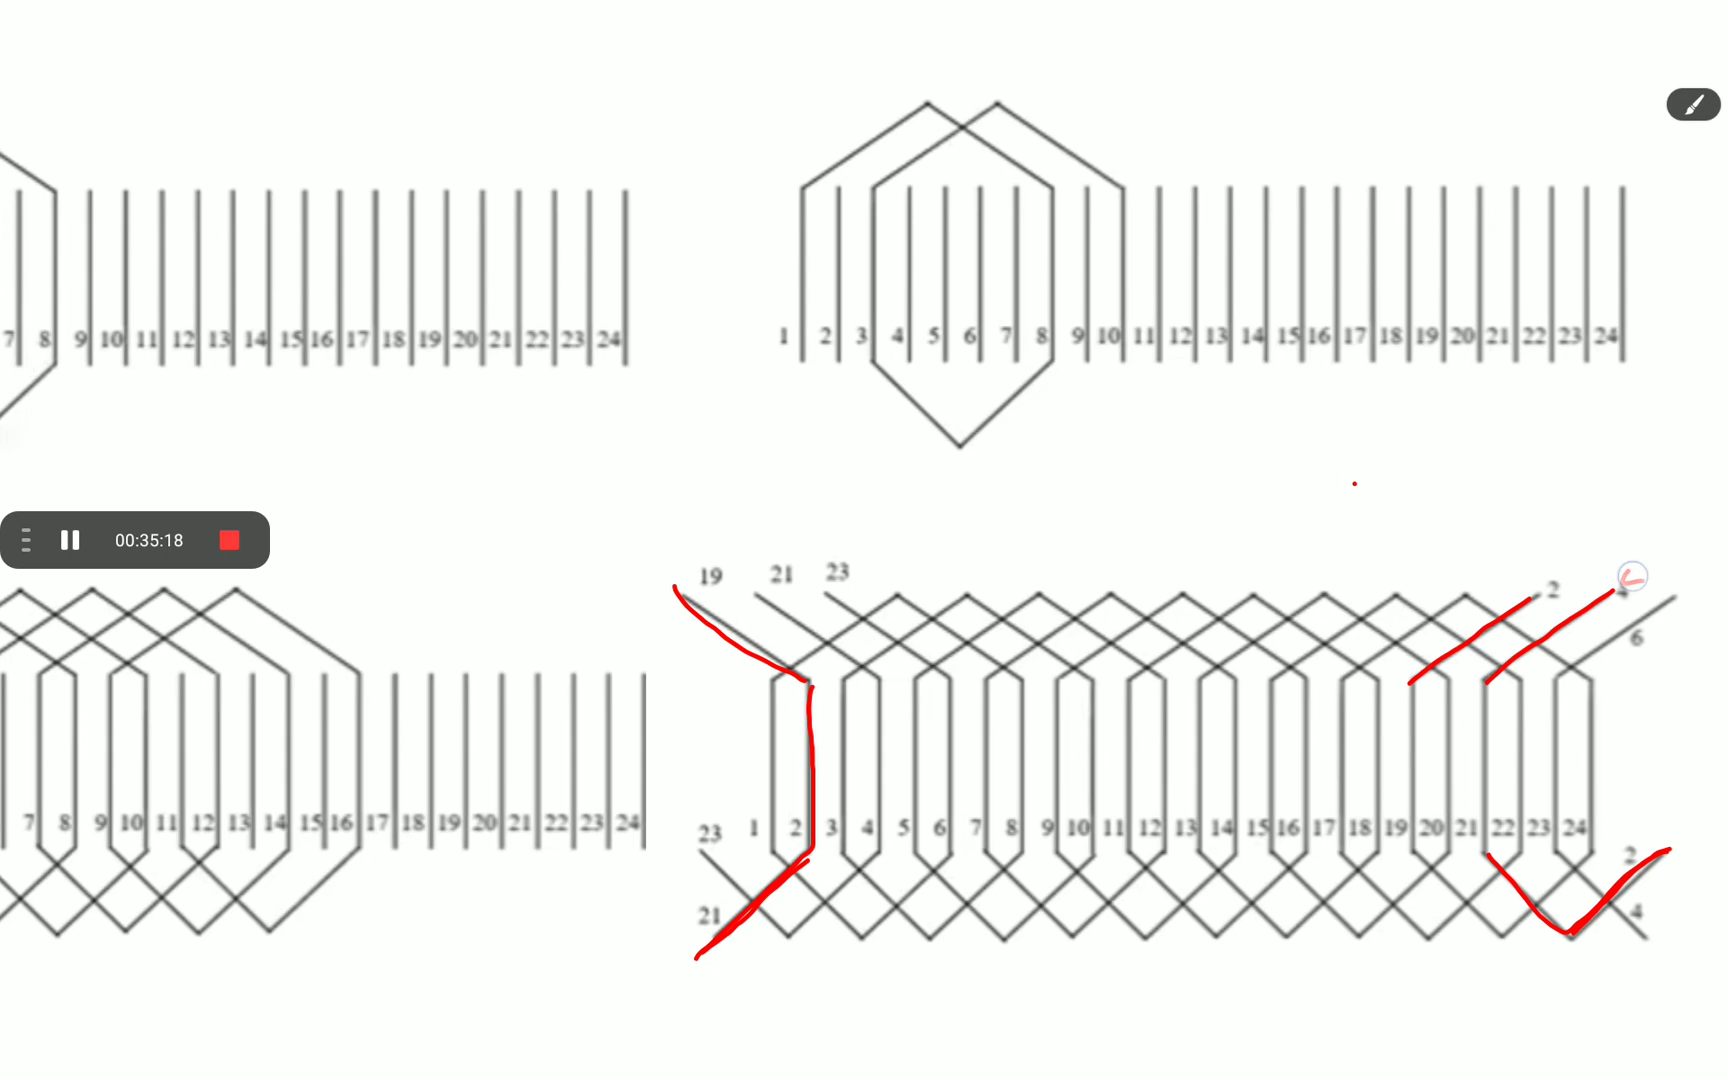 7 8 9 10 11 12 13 14 15 16 17 18 19 20 21 22 23 24
1 2 3 4 5 6 7 8 9 10 11 12 13 14 15 16 17 18 19 20 21 22 23 24
00:35:18
19 21 23 2 4
6
7 8 9 10 11 12 13 14 15 16 17 18 19 20 21 22 23 24
23 1 2 3 4 5 6 7 8 9 10 11 12 13 14 15 16 17 18 19 20 21 22 23 24
2
21 4